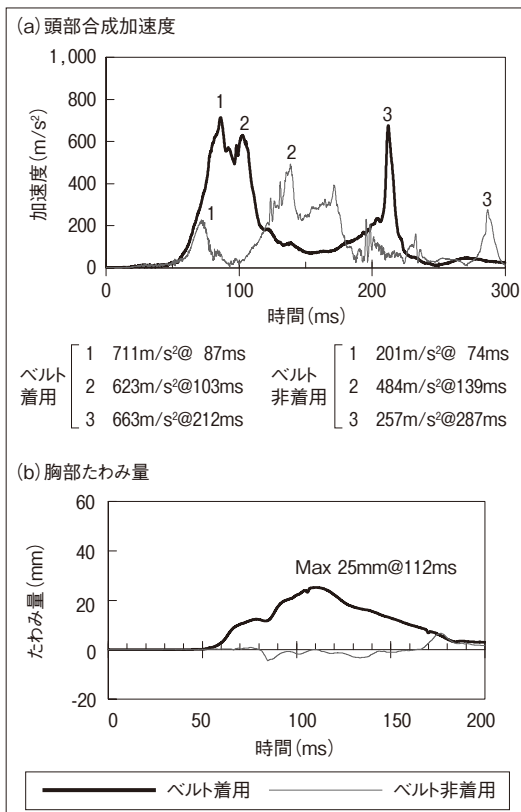 (a)頭部合成加速度
1,000
800
600
400
200
0
加速度(m/s²)
1
2
1
2
3
3
0 100 200 300
時間(ms)
ベルト着用
1 711m/s²@ 87ms
2 623m/s²@103ms
3 663m/s²@212ms
ベルト非着用
1 201m/s²@ 74ms
2 484m/s²@139ms
3 257m/s²@287ms
(b)胸部たわみ量
60
40
20
0
-20
たわみ量(mm)
Max 25mm@112ms
0 50 100 150 200
時間(ms)
ベルト着用 ベルト非着用